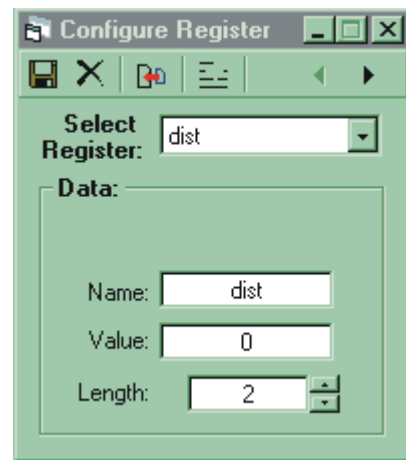 Configure Register
Select
Register:
dist
Data:
Name: dist
Value: 0
Length: 2